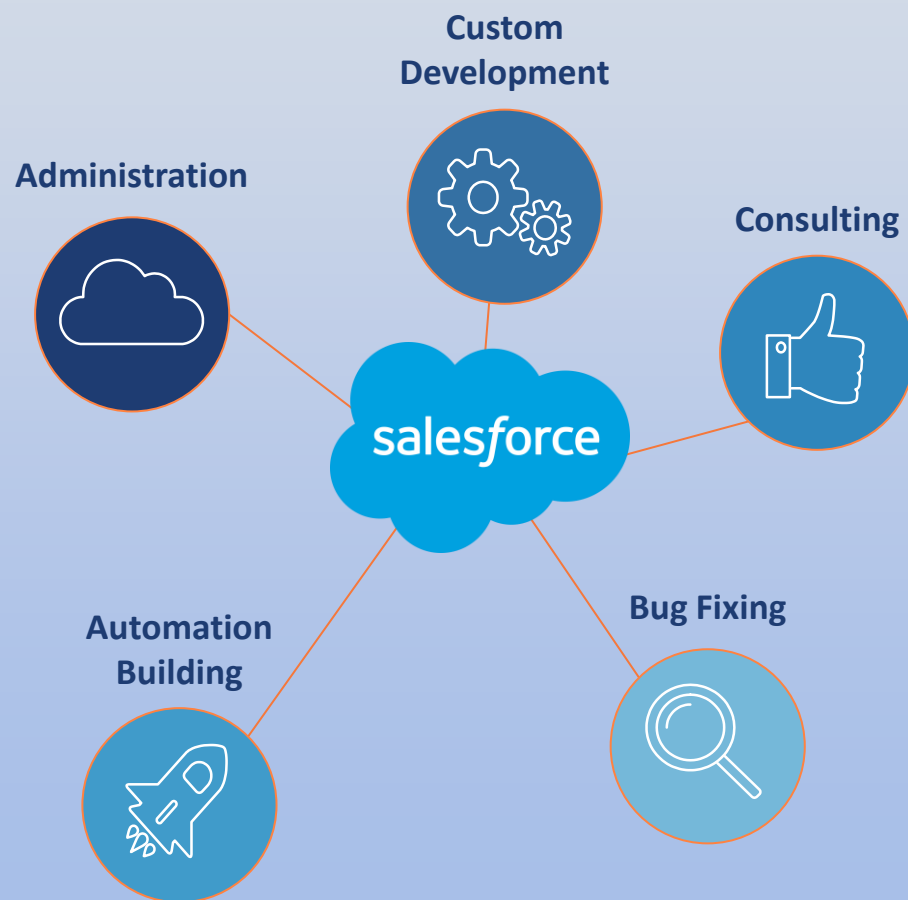 Custom
Development
Administration
Consulting
salesforce
Automation
Building
Bug Fixing